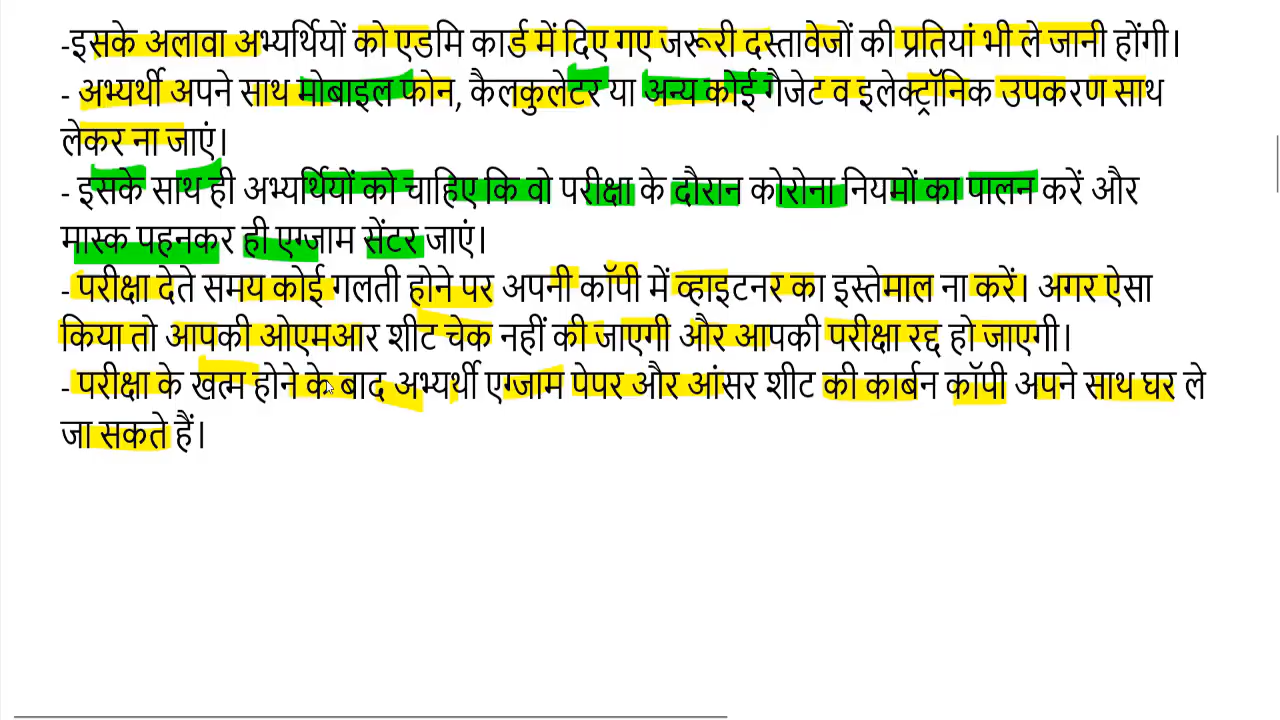 -इसके अलावा अभ्यर्थियों को एडमि कार्ड में दिए गए जरूरी दस्तावेजों की प्रतियां भी ले जानी होंगी।
- अभ्यर्थी अपने साथ मोबाइल फोन, कैलकुलेटर या अन्य कोई गैजेट व इलेक्ट्रॉनिक उपकरण साथ
लेकर ना जाएं।
- इसके साथ ही अभ्यर्थियों को चाहिए कि वो परीक्षा के दौरान कोरोना नियमों का पालन करें और
मास्क पहनकर ही एग्जाम सेंटर जाएं।
- परीक्षा देते समय कोई गलती होने पर अपनी कॉपी में व्हाइटनर का इस्तेमाल ना करें। अगर ऐसा
किया तो आपकी ओएमआर शीट चेक नहीं की जाएगी और आपकी परीक्षा रद्द हो जाएगी।
- परीक्षा के खत्म होने के बाद अभ्यर्थी एग्जाम पेपर और आंसर शीट की कार्बन कॉपी अपने साथ घर ले
जा सकते हैं।